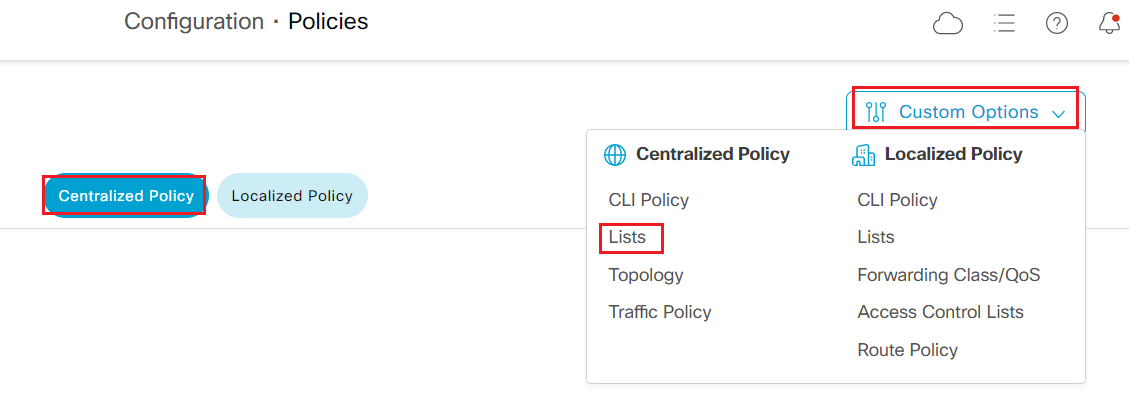 Configuration · Policies
Custom Options
Centralized Policy
Localized Policy
Centralized Policy
CLI Policy
Lists
Topology
Traffic Policy
Localized Policy
CLI Policy
Lists
Forwarding Class/QoS
Access Control Lists
Route Policy